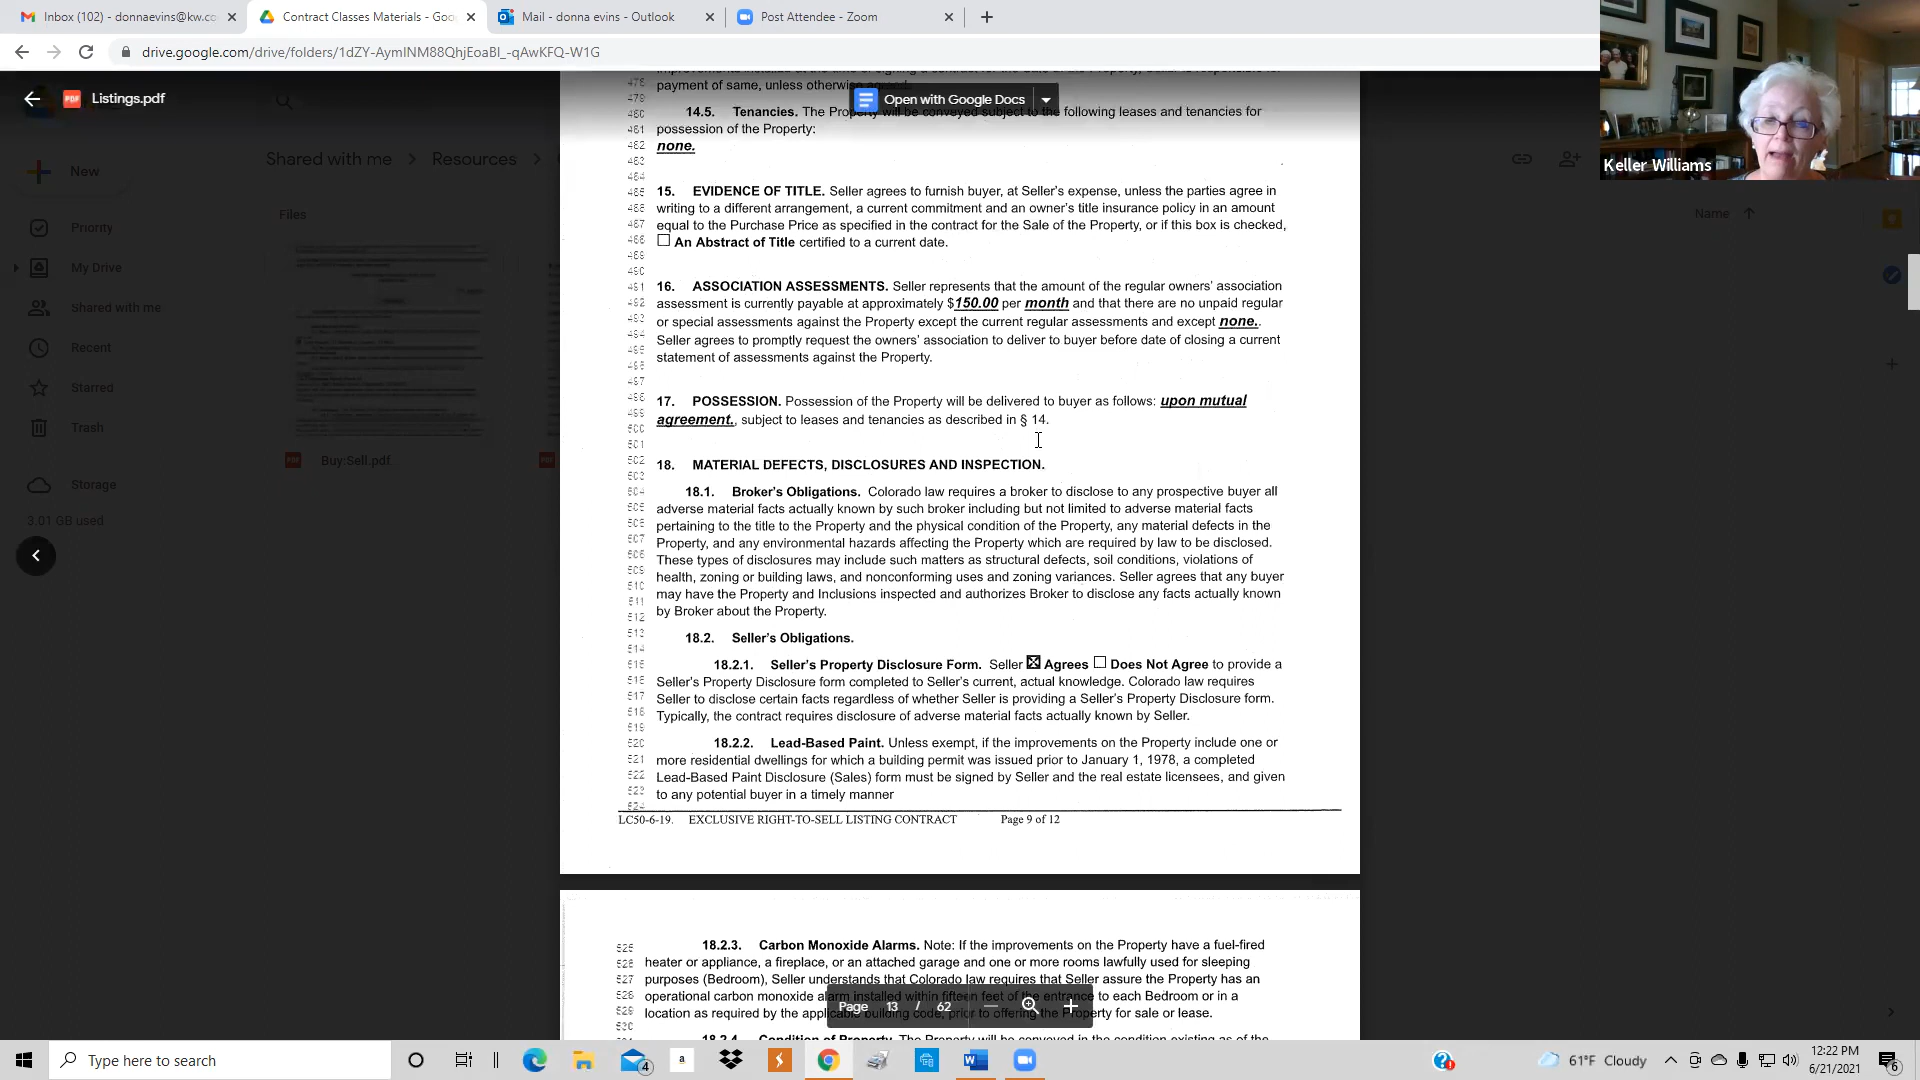 Inbox (102) - donnaevins@kw.co
Contract Classes Materials - Goo
Mail - donna evins - Outlook
Post Attendee - Zoom
drive.google.com/drive/folders/1dZY-AymINM88QhjEoaBl_-qAwKFQ-W1G
Listings.pdf
Open with Google Docs
Keller Williams
New
Shared with me > Resources >
Files
Name
Priority
My Drive
Shared with me
Recent
Starred
Trash
Storage
3.01 GB used
Buy:Sell.pdf
payment of same, unless otherwise agreed.
14.5. Tenancies. The Property will be conveyed subject to the following leases and tenancies for
possession of the Property:
none.
15. EVIDENCE OF TITLE. Seller agrees to furnish buyer, at Seller's expense, unless the parties agree in
writing to a different arrangement, a current commitment and an owner's title insurance policy in an amount
equal to the Purchase Price as specified in the contract for the Sale of the Property, or if this box is checked,
☐ An Abstract of Title certified to a current date.
16. ASSOCIATION ASSESSMENTS. Seller represents that the amount of the regular owners' association
assessment is currently payable at approximately $150.00 per month and that there are no unpaid regular
or special assessments against the Property except the current regular assessments and except none..
Seller agrees to promptly request the owners' association to deliver to buyer before date of closing a current
statement of assessments against the Property.
17. POSSESSION. Possession of the Property will be delivered to buyer as follows: upon mutual
agreement., subject to leases and tenancies as described in § 14.
18. MATERIAL DEFECTS, DISCLOSURES AND INSPECTION.
18.1. Broker's Obligations. Colorado law requires a broker to disclose to any prospective buyer all
adverse material facts actually known by such broker including but not limited to adverse material facts
pertaining to the title to the Property and the physical condition of the Property, any material defects in the
Property, and any environmental hazards affecting the Property which are required by law to be disclosed.
These types of disclosures may include such matters as structural defects, soil conditions, violations of
health, zoning or building laws, and nonconforming uses and zoning variances. Seller agrees that any buyer
may have the Property and Inclusions inspected and authorizes Broker to disclose any facts actually known
by Broker about the Property.
18.2. Seller's Obligations.
18.2.1. Seller's Property Disclosure Form. Seller ☒ Agrees ☐ Does Not Agree to provide a
Seller's Property Disclosure form completed to Seller's current, actual knowledge. Colorado law requires
Seller to disclose certain facts regardless of whether Seller is providing a Seller's Property Disclosure form.
Typically, the contract requires disclosure of adverse material facts actually known by Seller.
18.2.2. Lead-Based Paint. Unless exempt, if the improvements on the Property include one or
more residential dwellings for which a building permit was issued prior to January 1, 1978, a completed
Lead-Based Paint Disclosure (Sales) form must be signed by Seller and the real estate licensees, and given
to any potential buyer in a timely manner
LC50-6-19. EXCLUSIVE RIGHT-TO-SELL LISTING CONTRACT Page 9 of 12
18.2.3. Carbon Monoxide Alarms. Note: If the improvements on the Property have a fuel-fired
heater or appliance, a fireplace, or an attached garage and one or more rooms lawfully used for sleeping
purposes (Bedroom), Seller understands that Colorado law requires that Seller assure the Property has an
operational carbon monoxide alarm installed within fifteen feet of the entrance to each Bedroom or in a
location as required by the applicable building code, prior to offering the Property for sale or lease.
Page 13 / 62
Type here to search
61°F Cloudy
12:22 PM
6/21/2021